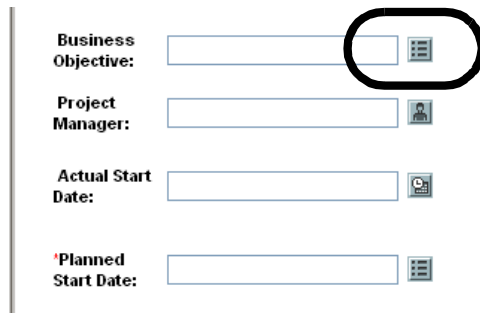 Business
Objective:
Project
Manager:
Actual Start
Date:
*Planned
Start Date: